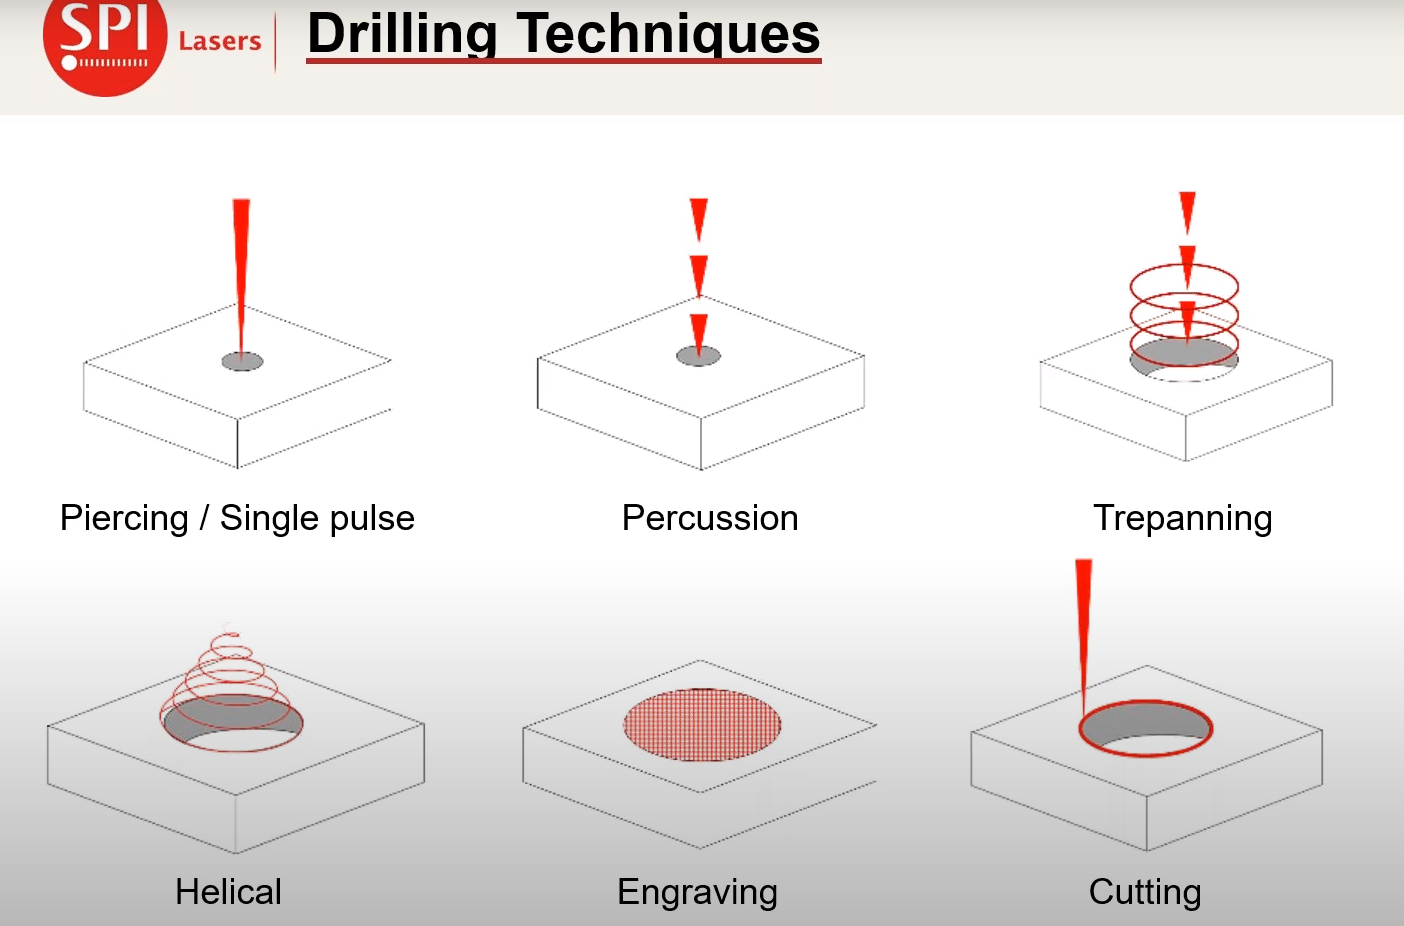 SPI Lasers
Drilling Techniques
Piercing / Single pulse
Percussion
Trepanning
Helical
Engraving
Cutting